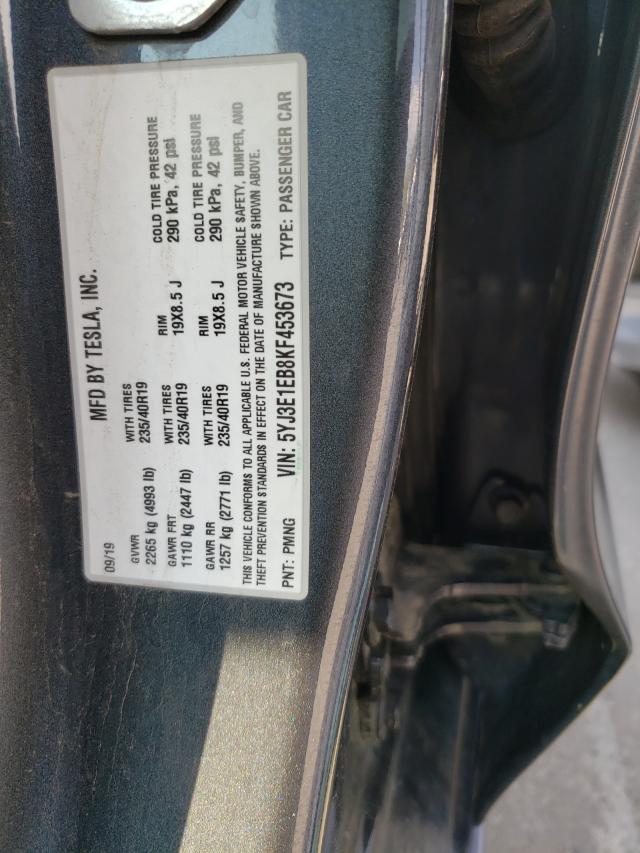 MFD BY TESLA, INC.
09/19
GVWR WITH TIRES COLD TIRE PRESSURE
2265 kg (4993 lb) 235/40R19 290 kPa, 42 psi
GAWR FRT WITH TIRES RIM
1110 kg (2447 lb) 235/40R19 19X8.5 J
GAWR RR WITH TIRES RIM COLD TIRE PRESSURE
1257 kg (2771 lb) 235/40R19 19X8.5 J 290 kPa, 42 psi
THIS VEHICLE CONFORMS TO ALL APPLICABLE U.S. FEDERAL MOTOR VEHICLE SAFETY, BUMPER, AND
THEFT PREVENTION STANDARDS IN EFFECT ON THE DATE OF MANUFACTURE SHOWN ABOVE.
PNT: PMNG VIN: 5YJ3E1EB8KF453673 TYPE: PASSENGER CAR